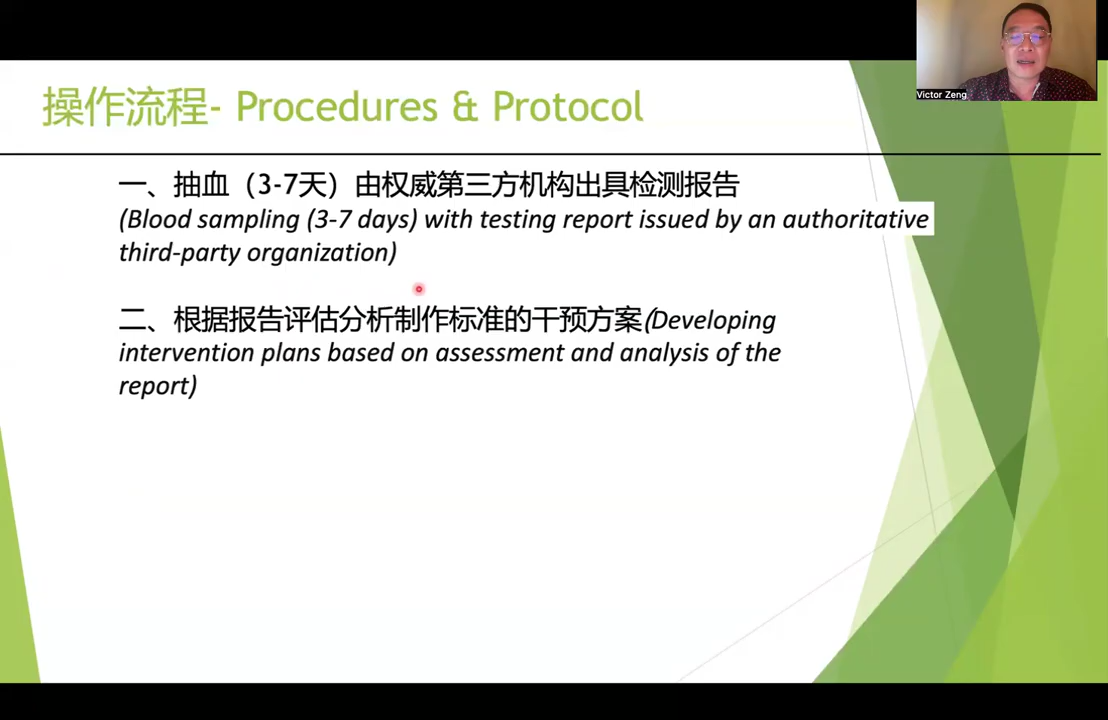 Victor Zeng
操作流程- Procedures & Protocol
一、抽血（3-7天）由权威第三方机构出具检测报告
(Blood sampling (3-7 days) with testing report issued by an authoritative
third-party organization)
二、根据报告评估分析制作标准的干预方案(Developing
intervention plans based on assessment and analysis of the
report)